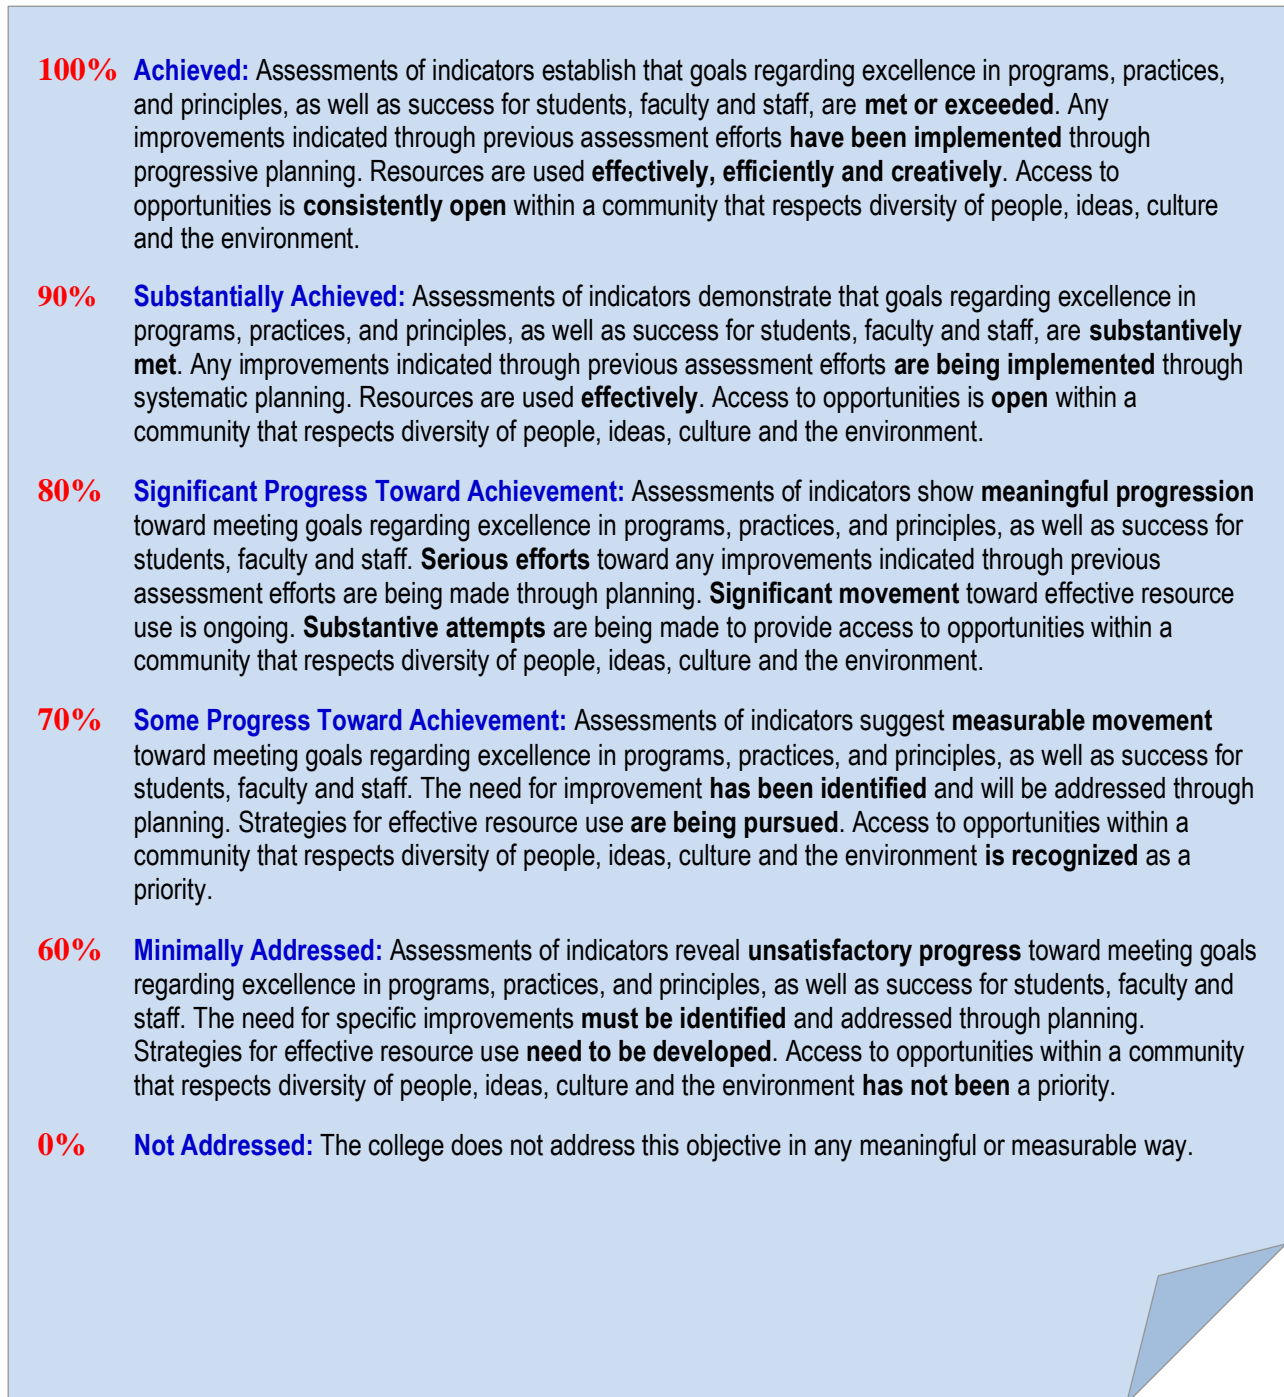 100% Achieved: Assessments of indicators establish that goals regarding excellence in programs, practices,
and principles, as well as success for students, faculty and staff, are met or exceeded. Any
improvements indicated through previous assessment efforts have been implemented through
progressive planning. Resources are used effectively, efficiently and creatively. Access to
opportunities is consistently open within a community that respects diversity of people, ideas, culture
and the environment.
90% Substantially Achieved: Assessments of indicators demonstrate that goals regarding excellence in
programs, practices, and principles, as well as success for students, faculty and staff, are substantively
met. Any improvements indicated through previous assessment efforts are being implemented through
systematic planning. Resources are used effectively. Access to opportunities is open within a
community that respects diversity of people, ideas, culture and the environment.
80% Significant Progress Toward Achievement: Assessments of indicators show meaningful progression
toward meeting goals regarding excellence in programs, practices, and principles, as well as success for
students, faculty and staff. Serious efforts toward any improvements indicated through previous
assessment efforts are being made through planning. Significant movement toward effective resource
use is ongoing. Substantive attempts are being made to provide access to opportunities within a
community that respects diversity of people, ideas, culture and the environment.
70% Some Progress Toward Achievement: Assessments of indicators suggest measurable movement
toward meeting goals regarding excellence in programs, practices, and principles, as well as success for
students, faculty and staff. The need for improvement has been identified and will be addressed through
planning. Strategies for effective resource use are being pursued. Access to opportunities within a
community that respects diversity of people, ideas, culture and the environment is recognized as a
priority.
60% Minimally Addressed: Assessments of indicators reveal unsatisfactory progress toward meeting goals
regarding excellence in programs, practices, and principles, as well as success for students, faculty and
staff. The need for specific improvements must be identified and addressed through planning.
Strategies for effective resource use need to be developed. Access to opportunities within a community
that respects diversity of people, ideas, culture and the environment has not been a priority.
0% Not Addressed: The college does not address this objective in any meaningful or measurable way.